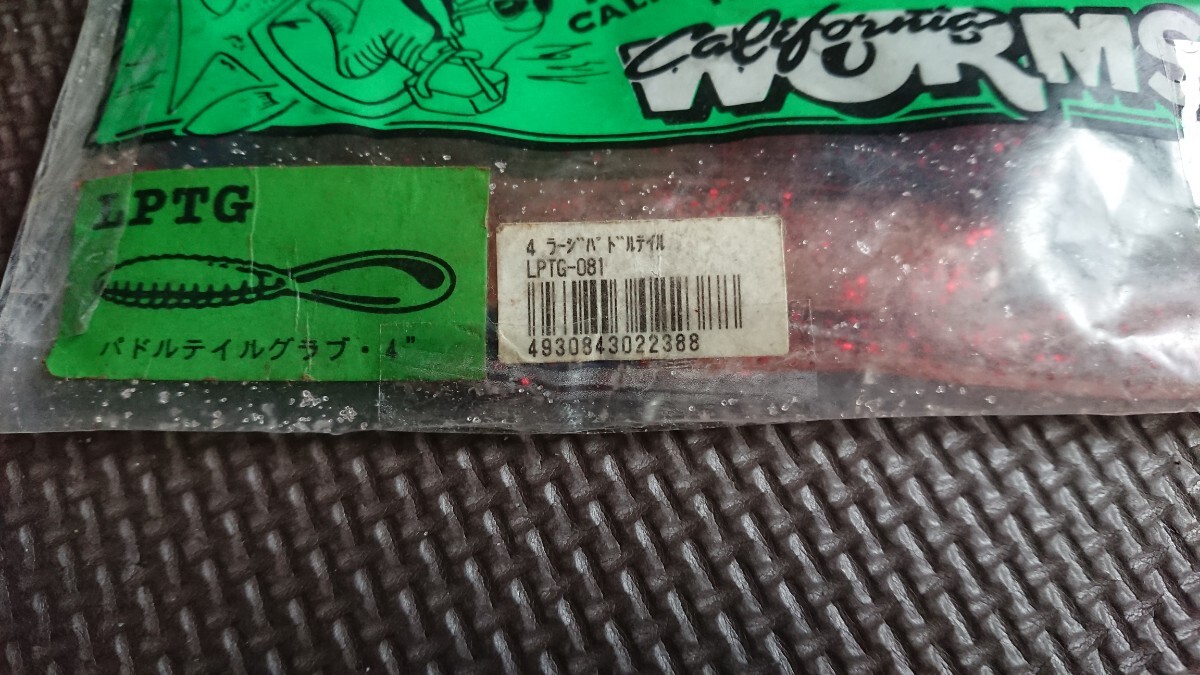 California
WORMS
LPTG
パドルテイルグラブ・4"
4 ラージパドルテイル
LPTG-081
4930843022388